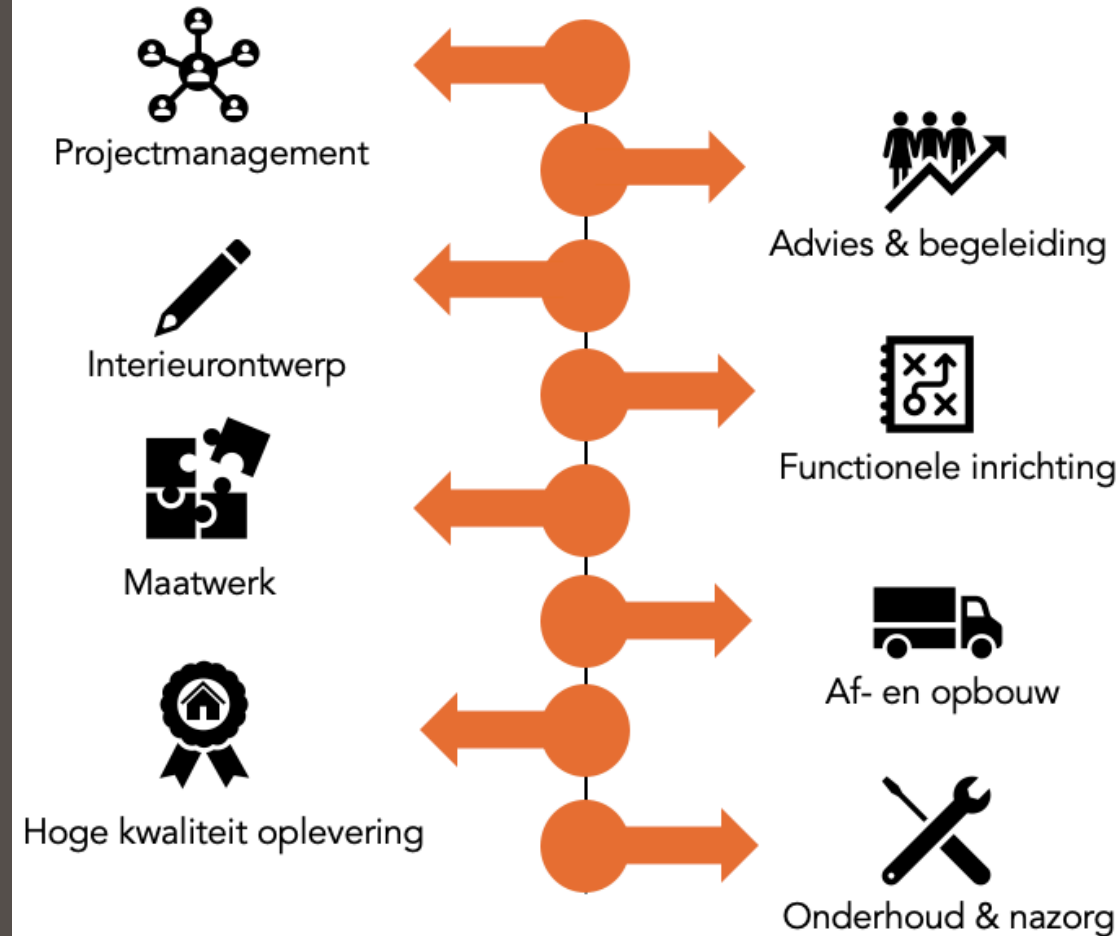 Projectmanagement
Advies & begeleiding
Interieurontwerp
Functionele inrichting
Maatwerk
Af- en opbouw
Hoge kwaliteit oplevering
Onderhoud & nazorg